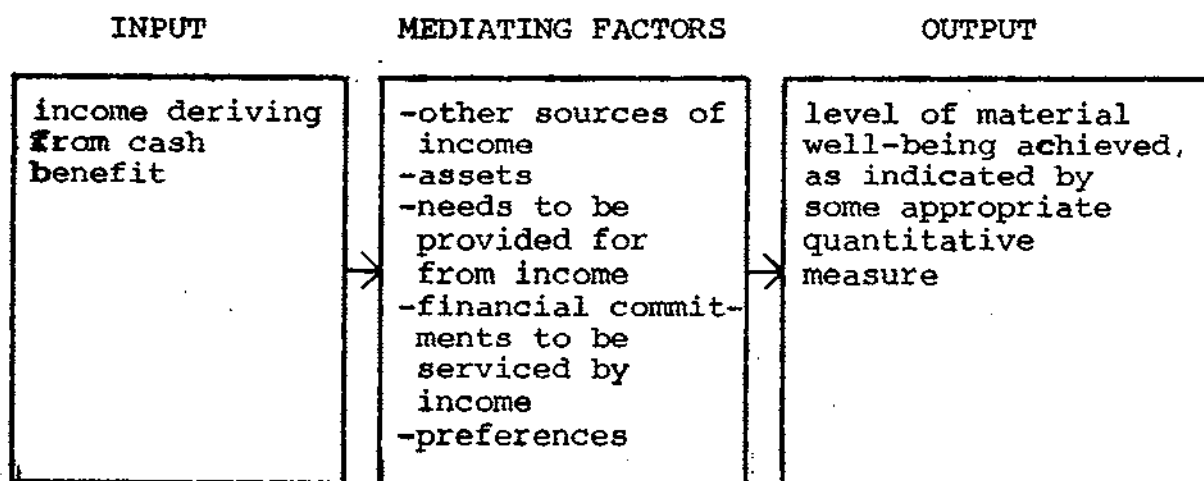 INPUT
MEDIATING FACTORS
OUTPUT
income deriving
from cash
benefit
-other sources of
income
-assets
-needs to be
provided for
from income
-financial commit-
ments to be
serviced by
income
-preferences
level of material
well-being achieved,
as indicated by
some appropriate
quantitative
measure